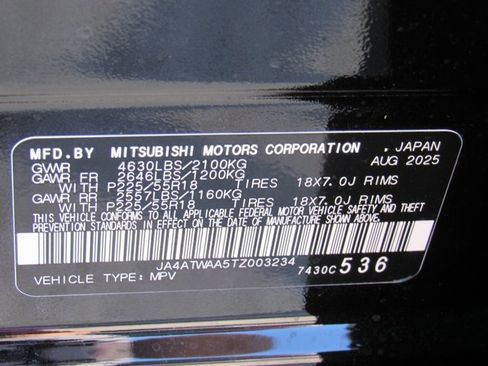 MFD.BY MITSUBISHI MOTORS CORPORATION . JAPAN
GVWR 4630LBS/2100KG AUG 2025
GAWR FR 2646LBS/1200KG
WITH P225/55R18 TIRES 18X7.0J RIMS
GAWR RR 2557LBS/1160KG
WITH P225/55R18 TIRES 18X7.0J RIMS
THIS VEHICLE CONFORMS TO ALL APPLICABLE FEDERAL MOTOR VEHICLE SAFETY AND THEFT
PREVENTION STANDARDS IN EFFECT ON THE DATE OF MANUFACTURE SHOWN ABOVE.
JA4ATWAA5TZ003234
VEHICLE TYPE: MPV 7430C 536